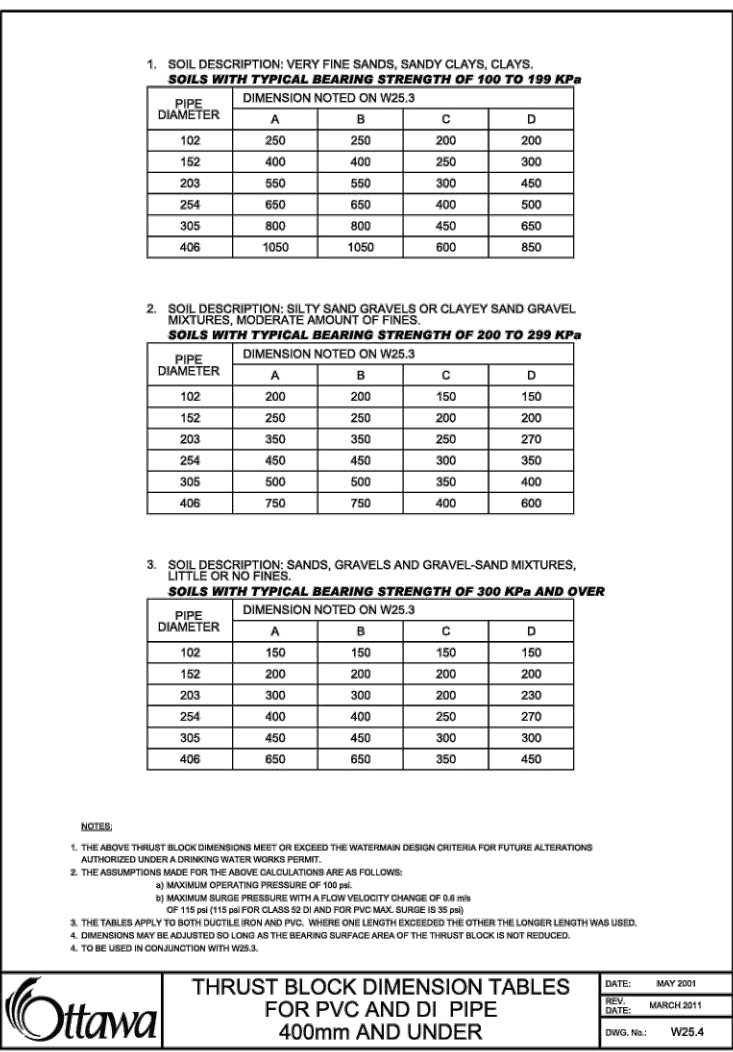 1. SOIL DESCRIPTION: VERY FINE SANDS, SANDY CLAYS, CLAYS.
SOILS WITH TYPICAL BEARING STRENGTH OF 100 TO 199 KPa
PIPE DIAMETER DIMENSION NOTED ON W25.3
A B C D
102 250 250 200 200
152 400 400 250 300
203 550 550 300 450
254 650 650 400 500
305 800 800 450 650
406 1050 1050 600 850
2. SOIL DESCRIPTION: SILTY SAND GRAVELS OR CLAYEY SAND GRAVEL
MIXTURES, MODERATE AMOUNT OF FINES.
SOILS WITH TYPICAL BEARING STRENGTH OF 200 TO 299 KPa
PIPE DIAMETER DIMENSION NOTED ON W25.3
A B C D
102 200 200 150 150
152 250 250 200 200
203 350 350 250 270
254 450 450 300 350
305 500 500 350 400
406 750 750 400 600
3. SOIL DESCRIPTION: SANDS, GRAVELS AND GRAVEL-SAND MIXTURES,
LITTLE OR NO FINES.
SOILS WITH TYPICAL BEARING STRENGTH OF 300 KPa AND OVER
PIPE DIAMETER DIMENSION NOTED ON W25.3
A B C D
102 150 150 150 150
152 200 200 200 200
203 300 300 200 230
254 400 400 250 270
305 450 450 300 300
406 650 650 350 450
NOTES:
1. THE ABOVE THRUST BLOCK DIMENSIONS MEET OR EXCEED THE WATERMAIN DESIGN CRITERIA FOR FUTURE ALTERATIONS
AUTHORIZED UNDER A DRINKING WATER WORKS PERMIT.
2. THE ASSUMPTIONS MADE FOR THE ABOVE CALCULATIONS ARE AS FOLLOWS:
a) MAXIMUM OPERATING PRESSURE OF 100 psi.
b) MAXIMUM SURGE PRESSURE WITH A FLOW VELOCITY CHANGE OF 0.6 m/s
OF 115 psi (115 psi FOR CLASS 52 DI AND FOR PVC MAX. SURGE IS 35 psi)
3. THE TABLES APPLY TO BOTH DUCTILE IRON AND PVC. WHERE ONE LENGTH EXCEEDED THE OTHER THE LONGER LENGTH WAS USED.
4. DIMENSIONS MAY BE ADJUSTED SO LONG AS THE BEARING SURFACE AREA OF THE THRUST BLOCK IS NOT REDUCED.
4. TO BE USED IN CONJUNCTION WITH W25.3.
Ottawa
THRUST BLOCK DIMENSION TABLES
FOR PVC AND DI PIPE
400mm AND UNDER
DATE: MAY 2001
REV. DATE: MARCH 2011
DWG. No.: W25.4